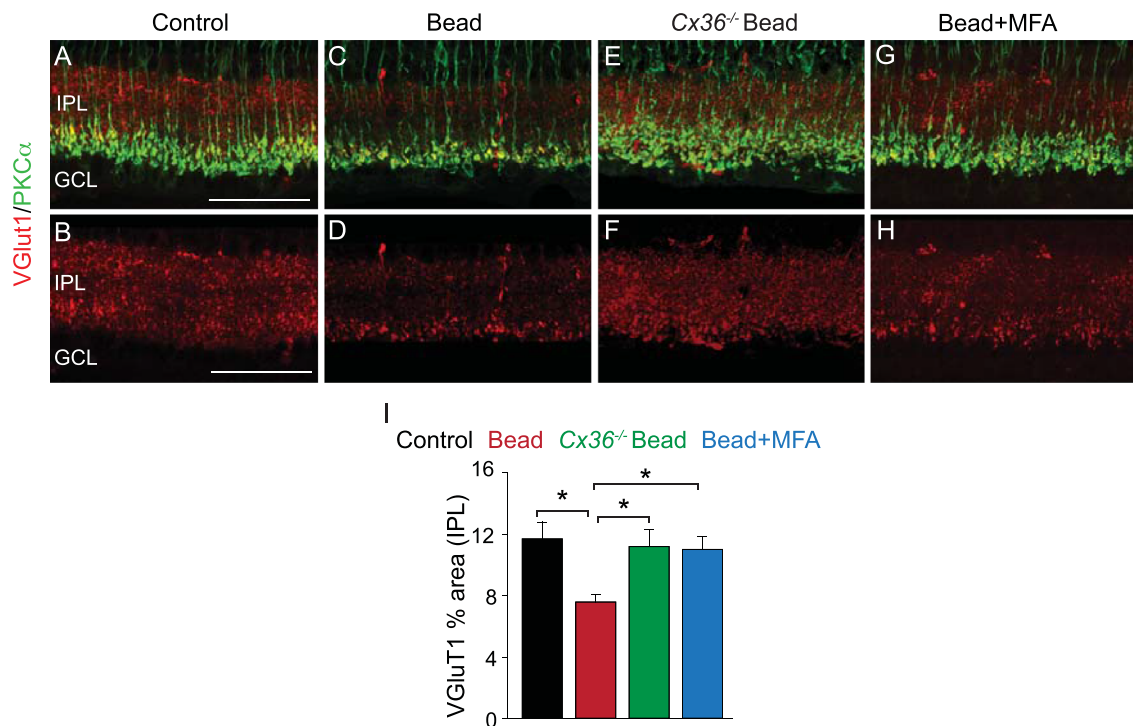 Control Bead Cx36-/- Bead Bead+MFA
VGlut1/PKCα
A C E G
IPL
GCL
B D F H
IPL
GCL
I
Control Bead Cx36-/- Bead Bead+MFA
VGluT1 % area (IPL)
16
12
8
4
0
* * *